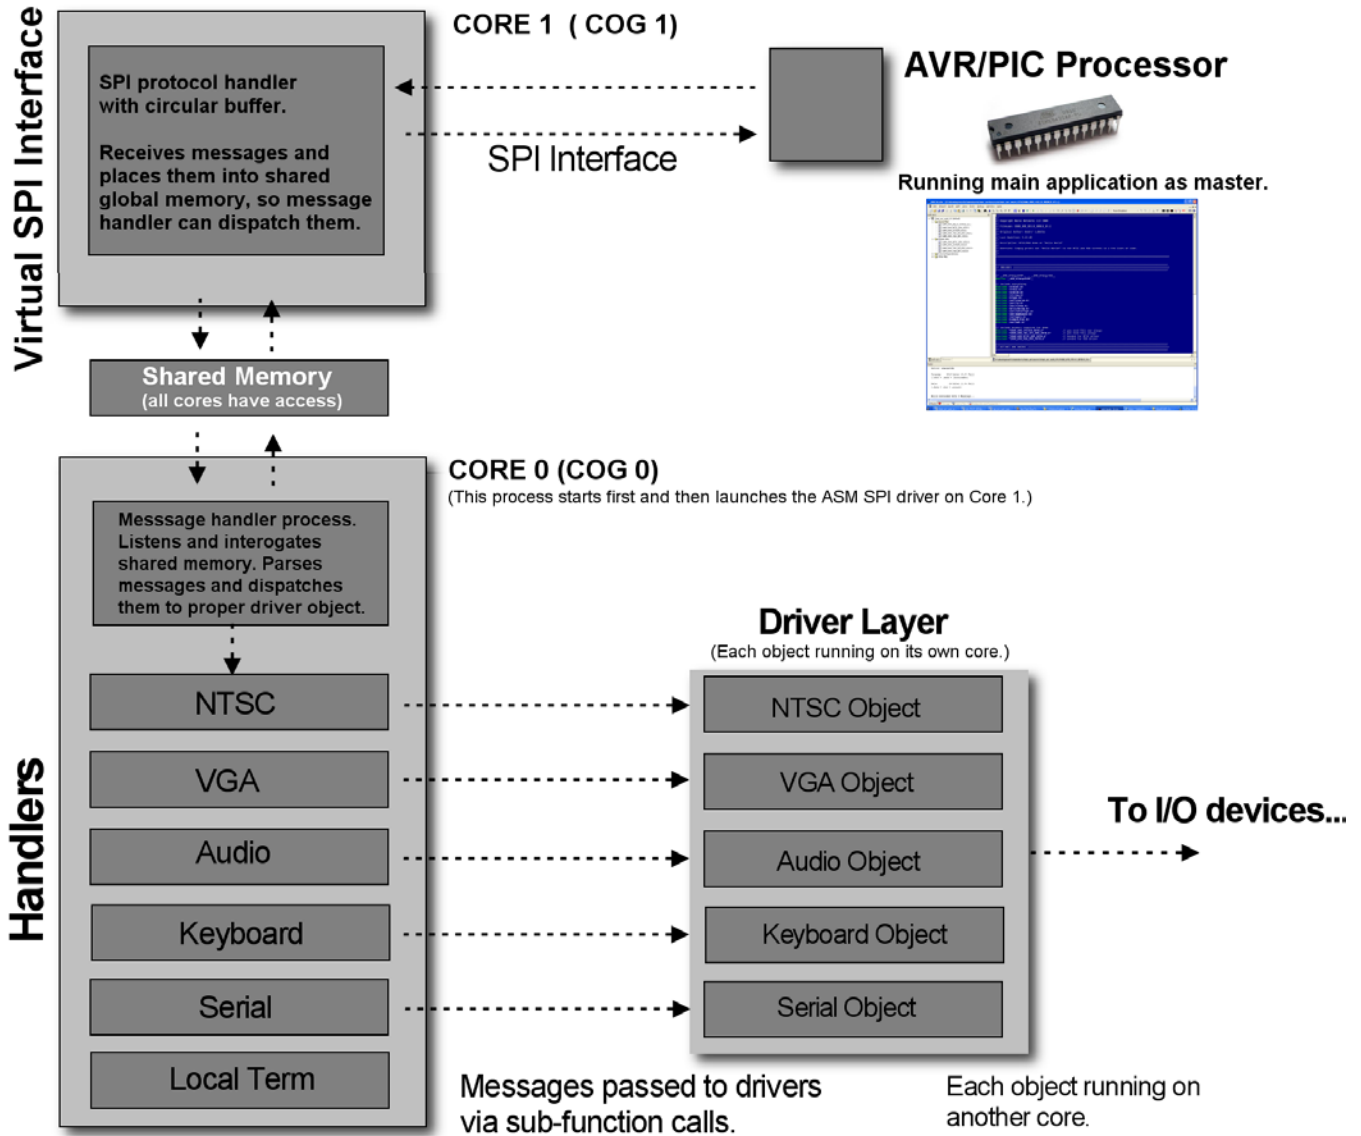 Virtual SPI Interface
CORE 1 ( COG 1)
SPI protocol handler
with circular buffer.
Receives messages and
places them into shared
global memory, so message
handler can dispatch them.
SPI Interface
AVR/PIC Processor
Running main application as master.
Shared Memory
(all cores have access)
CORE 0 (COG 0)
(This process starts first and then launches the ASM SPI driver on Core 1.)
Messsage handler process.
Listens and interogates
shared memory. Parses
messages and dispatches
them to proper driver object.
Handlers
NTSC
VGA
Audio
Keyboard
Serial
Local Term
Driver Layer
(Each object running on its own core.)
NTSC Object
VGA Object
Audio Object
Keyboard Object
Serial Object
To I/O devices...
Messages passed to drivers
via sub-function calls.
Each object running on
another core.